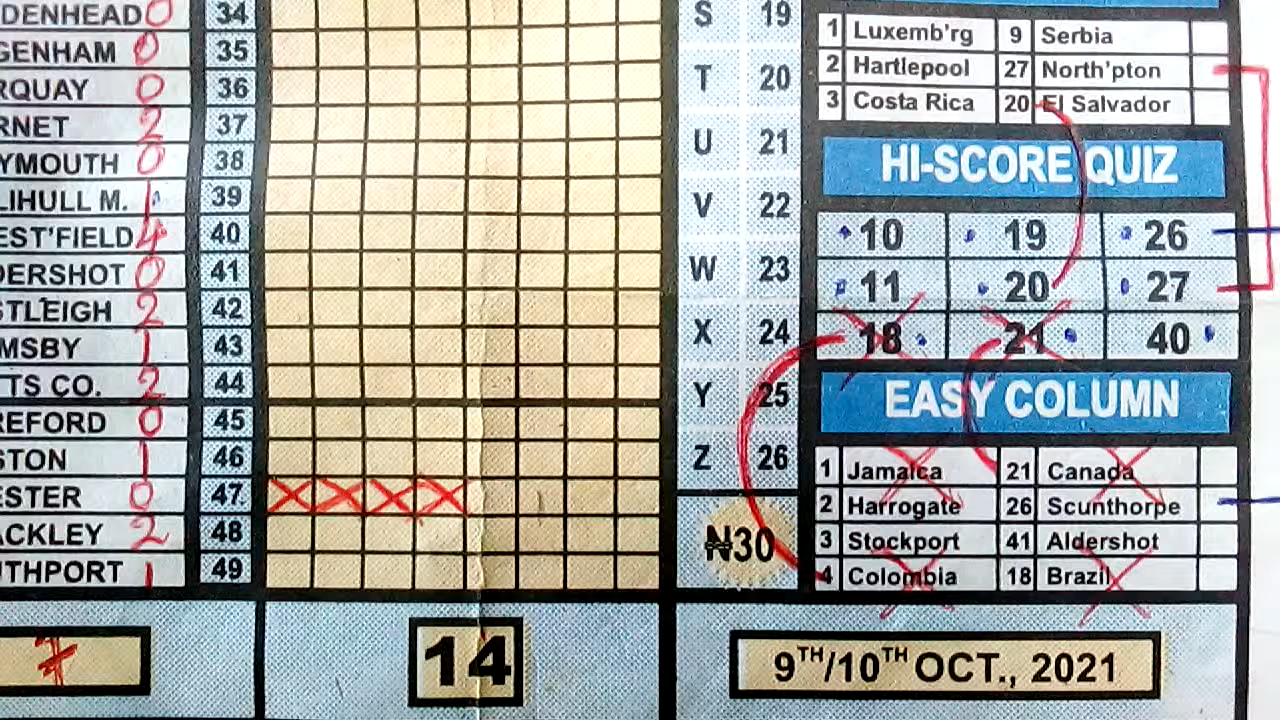 DENHEAD 0 34 S 19 1 Luxemb'rg 9 Serbia
GENHAM 0 35 2 Hartlepool 27 North'pton
RQUAY 0 36 T 20 3 Costa Rica 20 El Salvador
RNET 2 37 U 21
YMOUTH 0 38 HI-SCORE QUIZ
LIHULL M. 1 39 V 22
EST'FIELD 4 40 10 19 26
DERSHOT 0 41 W 23 11 20 27
STLEIGH 2 42
MSBY 1 43 X 24 18 21 40
TS CO. 2 44 Y 25 EASY COLUMN
REFORD 0 45
STON 1 46 Z 26 1 Jamaica 21 Canada
ESTER 0 47 2 Harrogate 26 Scunthorpe
ACKLEY 2 48 ₦30 3 Stockport 41 Aldershot
UTHPORT 1 49 4 Colombia 18 Brazil
14 9TH/10TH OCT., 2021